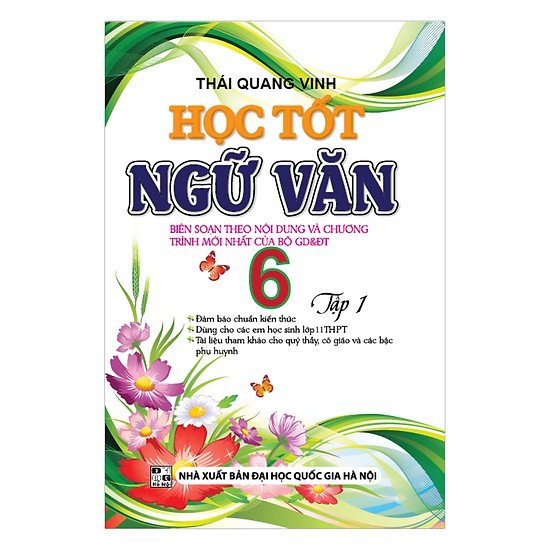 THÁI QUANG VINH
HỌC TỐT
NGỮ VĂN
BIÊN SOẠN THEO NỘI DUNG VÀ CHƯƠNG
TRÌNH MỚI NHẤT CỦA BỘ GD&ĐT
6
Tập 1
Đảm bảo chuẩn kiến thức
Dùng cho các em học sinh lớp 11 THPT
Tài liệu tham khảo cho quý thầy, cô giáo và các bậc
phụ huynh
NHÀ XUẤT BẢN ĐẠI HỌC QUỐC GIA HÀ NỘI